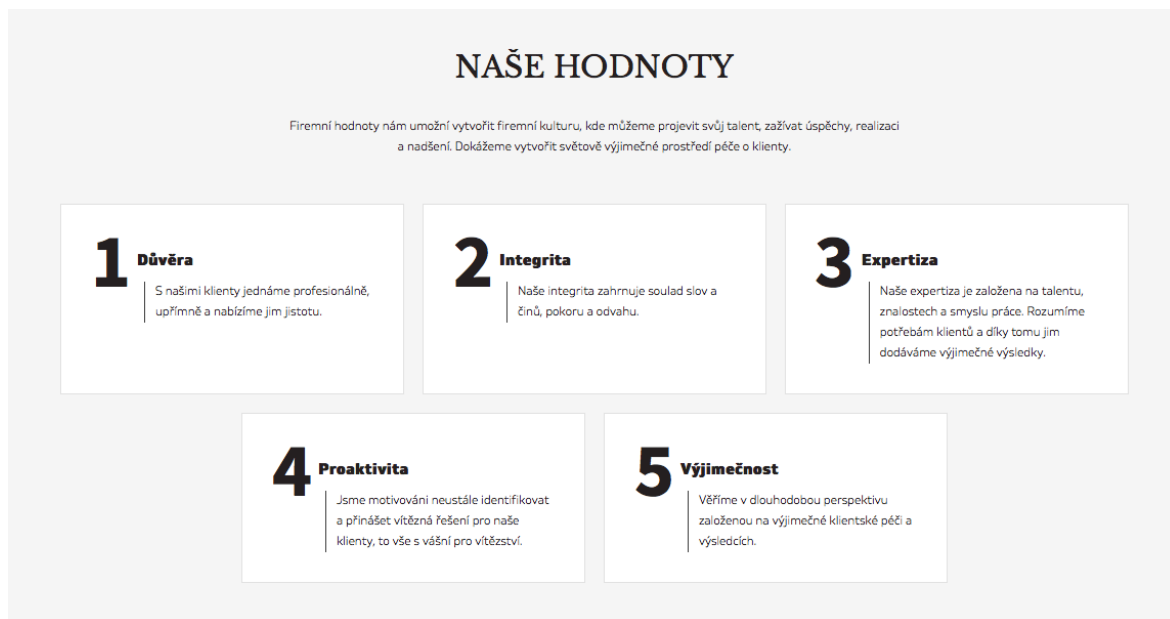 NAŠE HODNOTY
Firemní hodnoty nám umožní vytvořit firemní kulturu, kde můžeme projevit svůj talent, zažívat úspěchy, realizaci
a nadšení. Dokážeme vytvořit světově výjimečné prostředí péče o klienty.
1 Důvěra
S našimi klienty jednáme profesionálně,
upřímně a nabízíme jim jistotu.
2 Integrita
Naše integrita zahrnuje soulad slov a
činů, pokoru a odvahu.
3 Expertiza
Naše expertiza je založena na talentu,
znalostech a smyslu práce. Rozumíme
potřebám klientů a díky tomu jim
dodáváme výjimečné výsledky.
4 Proaktivita
Jsme motivováni neustále identifikovat
a přinášet vítězná řešení pro naše
klienty, to vše s vášní pro vítězství.
5 Výjimečnost
Věříme v dlouhodobou perspektivu
založenou na výjimečné klientské péči a
výsledcích.